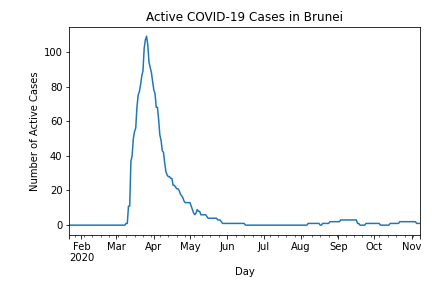 Active COVID-19 Cases in Brunei
Number of Active Cases
100
80
60
40
20
0
Feb Mar Apr May Jun Jul Aug Sep Oct Nov
2020
Day